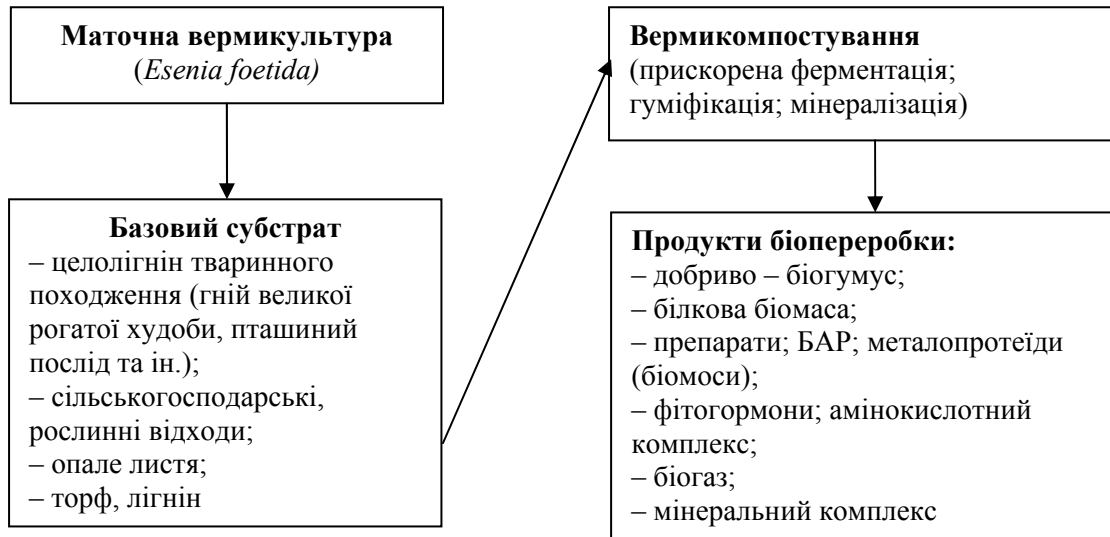 Маточна вермикультура
(Esenia foetida)
Базовий субстрат
– целолігнін тваринного
походження (гній великої
рогатої худоби, пташиний
послід та ін.);
– сільськогосподарські,
рослинні відходи;
– опале листя;
– торф, лігнін
Вермикомпостування
(прискорена ферментація;
гуміфікація; мінералізація)
Продукти біопереробки:
– добриво – біогумус;
– білкова біомаса;
– препарати; БАР; металопротеїди
(біомоси);
– фітогормони; амінокислотний
комплекс;
– біогаз;
– мінеральний комплекс